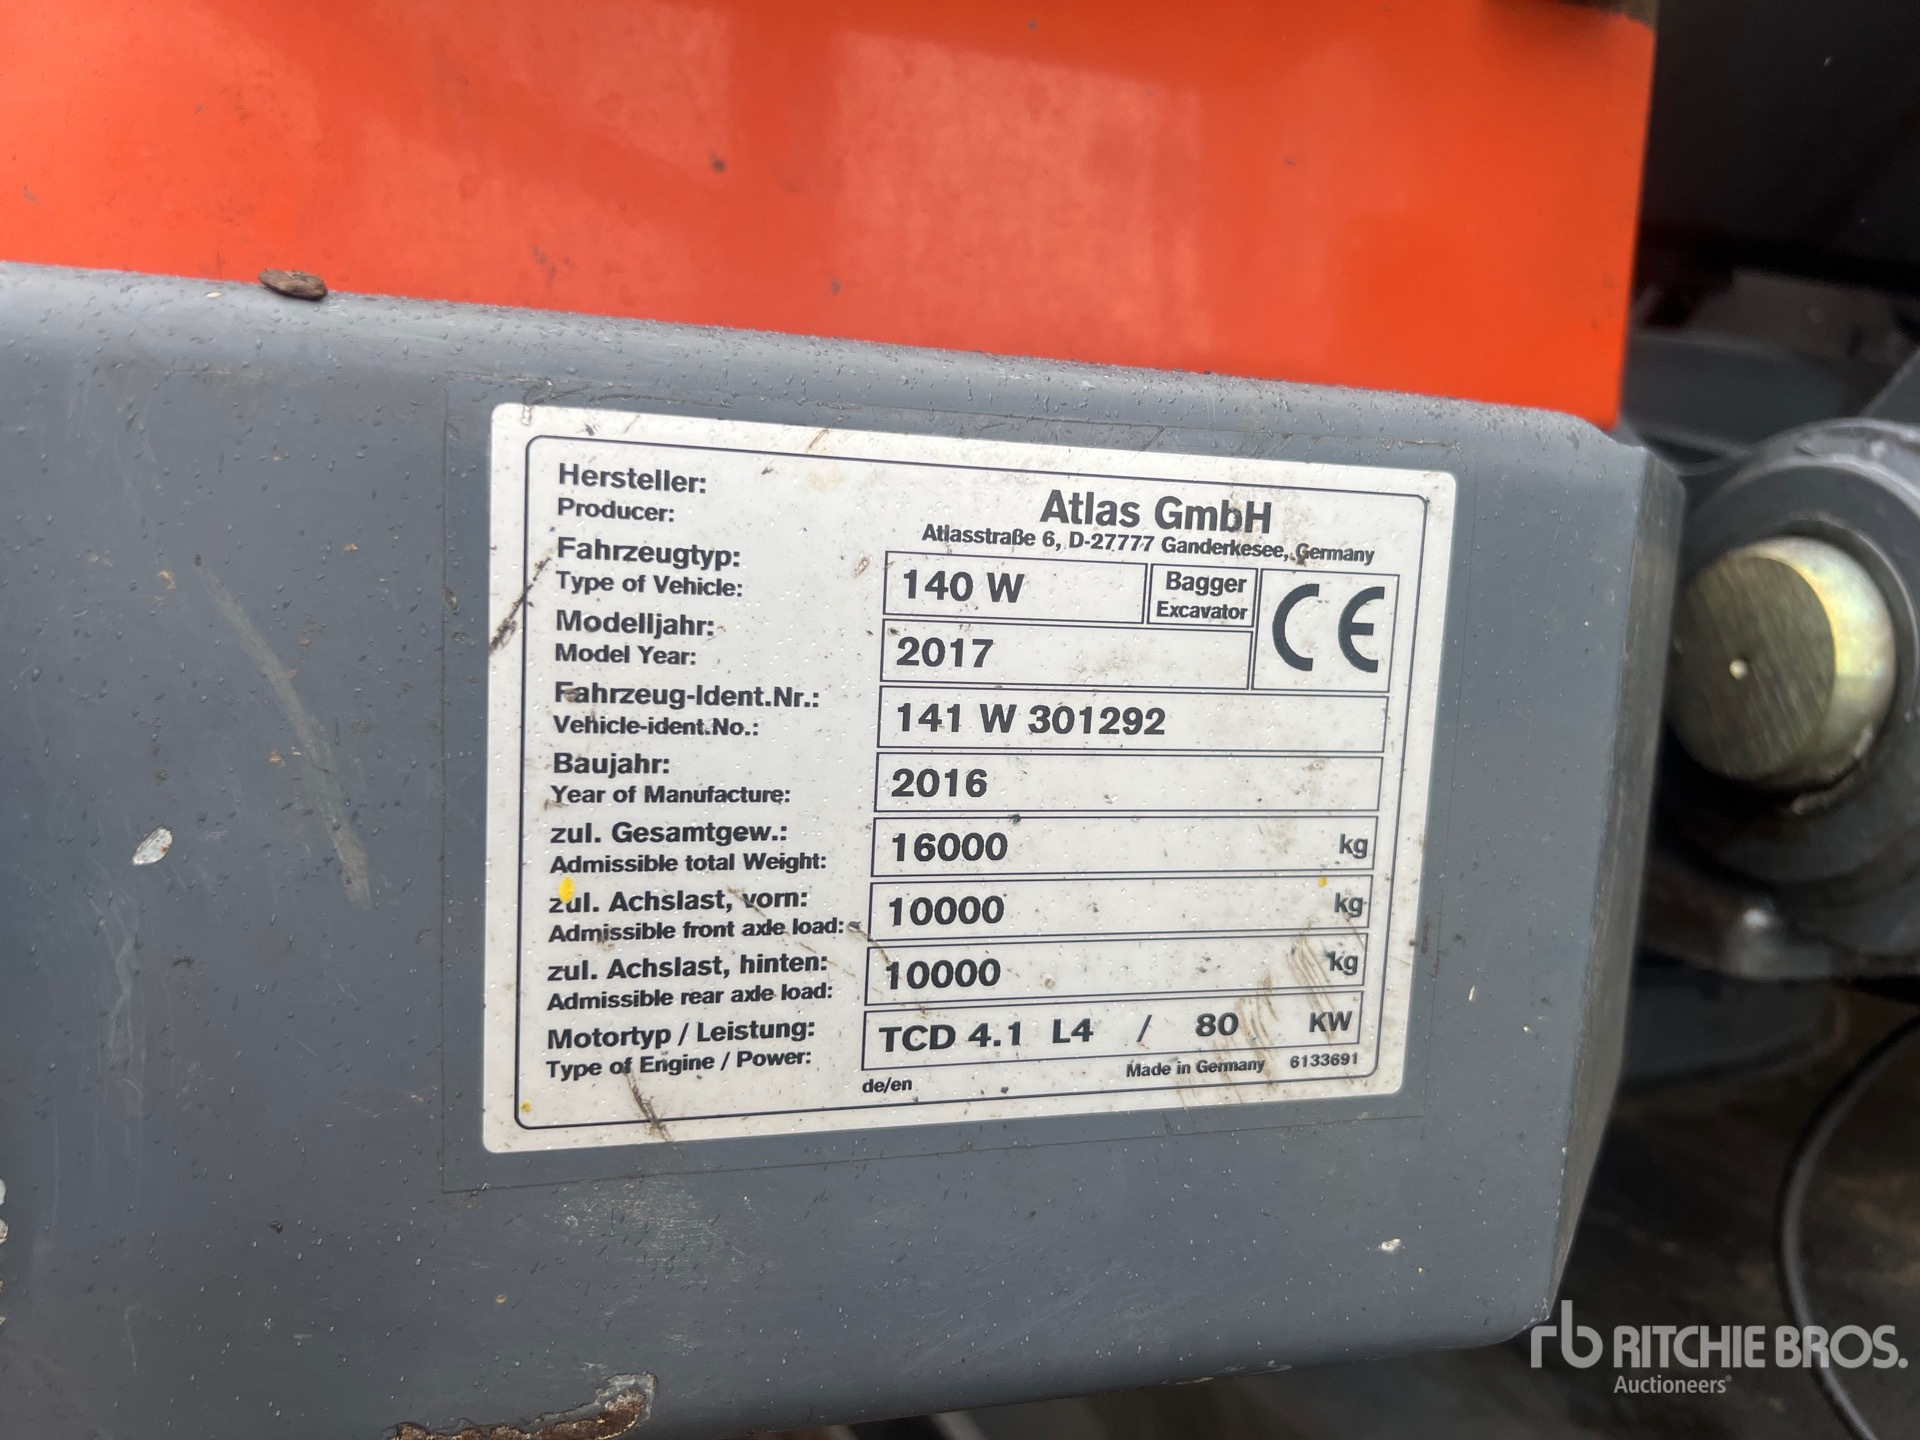 Hersteller:
Producer:
Atlas GmbH
Atlasstraße 6, D-27777 Ganderkesee, Germany
Fahrzeugtyp:
Type of Vehicle:
140 W
Bagger
Excavator
CE
Modelljahr:
Model Year:
2017
Fahrzeug-Ident.Nr.:
Vehicle-ident.No.:
141 W 301292
Baujahr:
Year of Manufacture:
2016
zul. Gesamtgew.:
Admissible total Weight:
16000 kg
zul. Achslast, vorn:
Admissible front axle load:
10000 kg
zul. Achslast, hinten:
Admissible rear axle load:
10000 kg
Motortyp / Leistung:
Type of Engine / Power:
TCD 4.1 L4 / 80 KW
de/en
Made in Germany 6133691
rb RITCHIE BROS.
Auctioneers